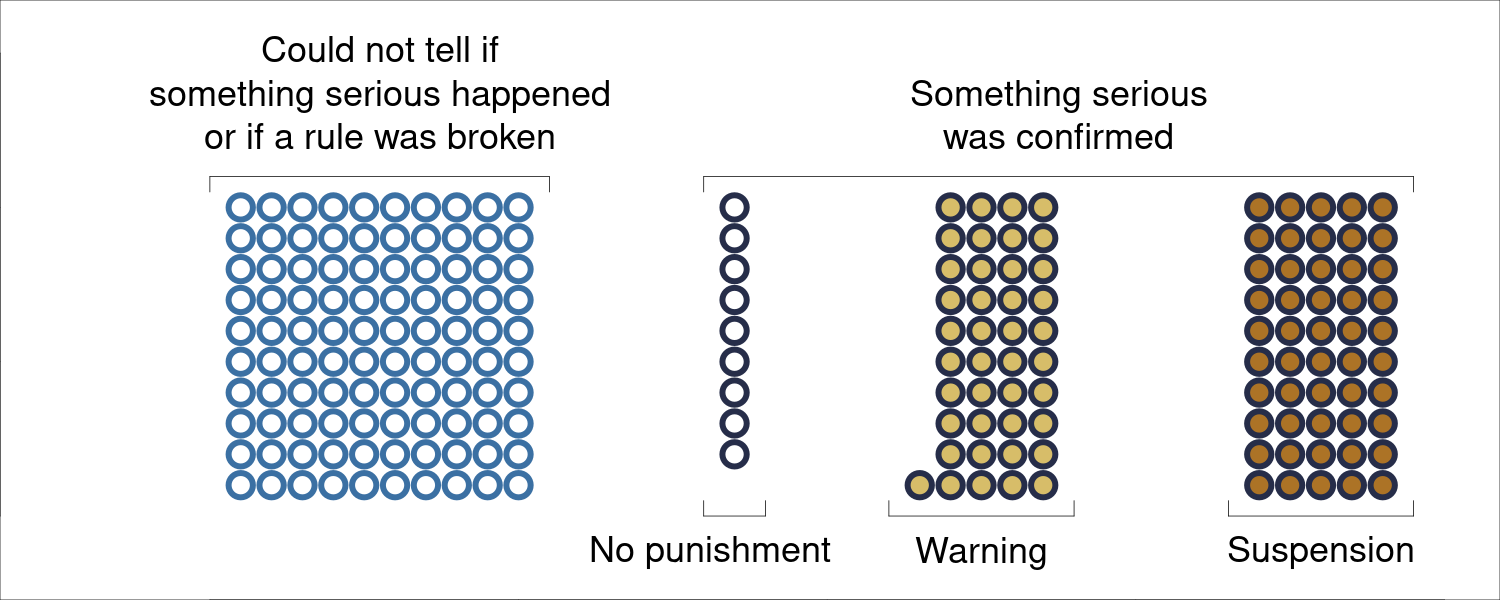 Could not tell if
something serious happened
or if a rule was broken
Something serious
was confirmed
No punishment
Warning
Suspension